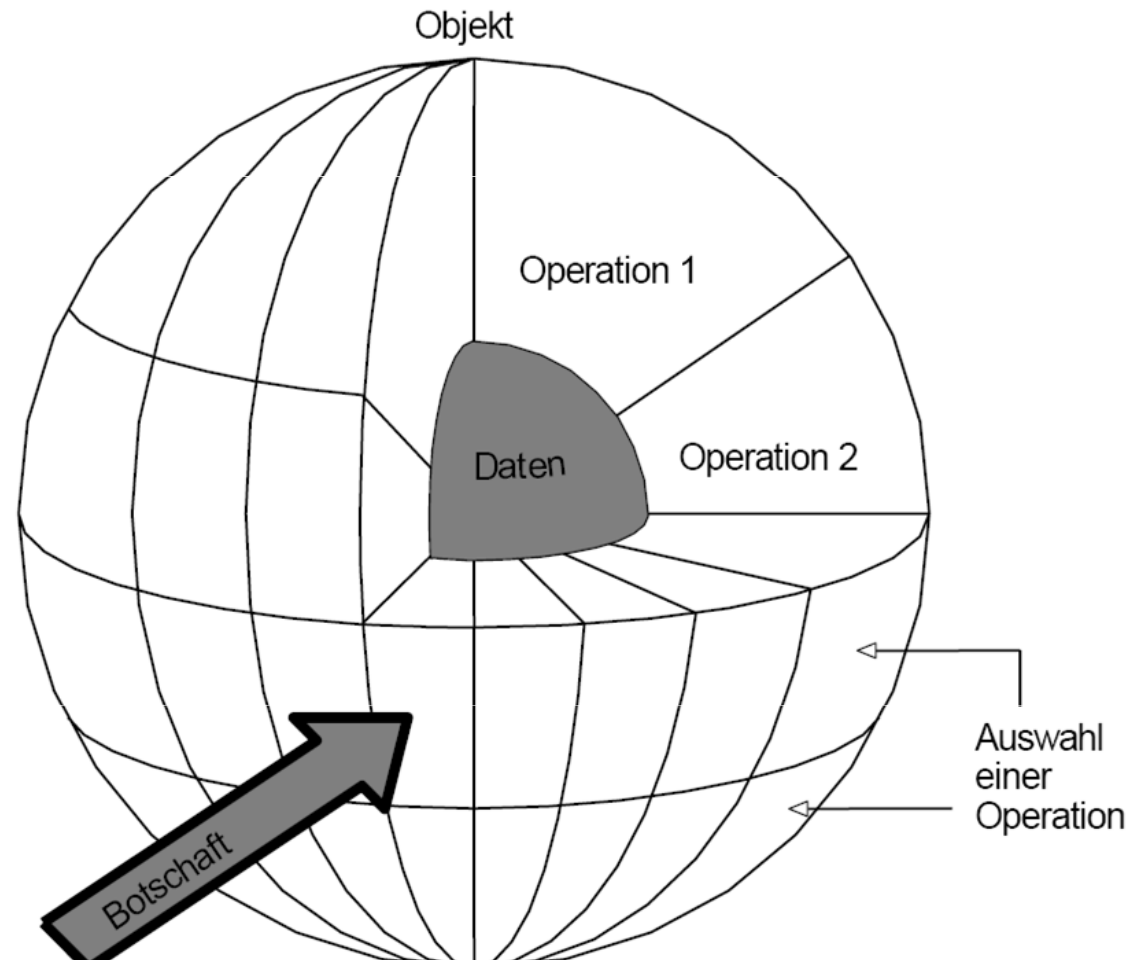 Objekt
Operation 1
Operation 2
Daten
Auswahl
einer
Operation
Botschaft